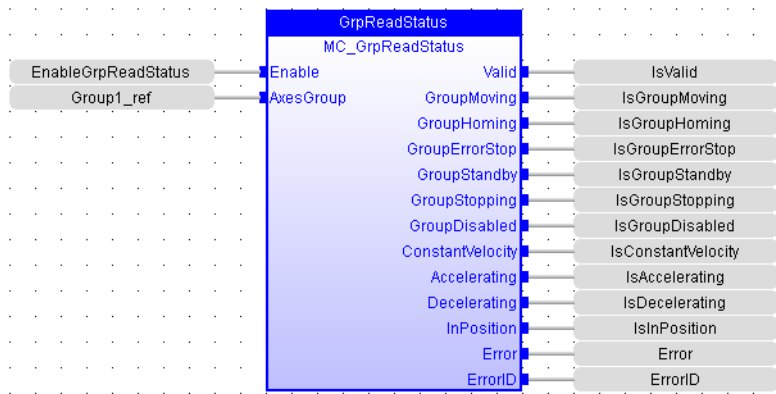 GrpReadStatus
MC_GrpReadStatus
EnableGrpReadStatus Enable Valid IsValid
Group1_ref AxesGroup GroupMoving IsGroupMoving
GroupHoming IsGroupHoming
GroupErrorStop IsGroupErrorStop
GroupStandby IsGroupStandby
GroupStopping IsGroupStopping
GroupDisabled IsGroupDisabled
ConstantVelocity IsConstantVelocity
Accelerating IsAccelerating
Decelerating IsDecelerating
InPosition IsInPosition
Error Error
ErrorID ErrorID